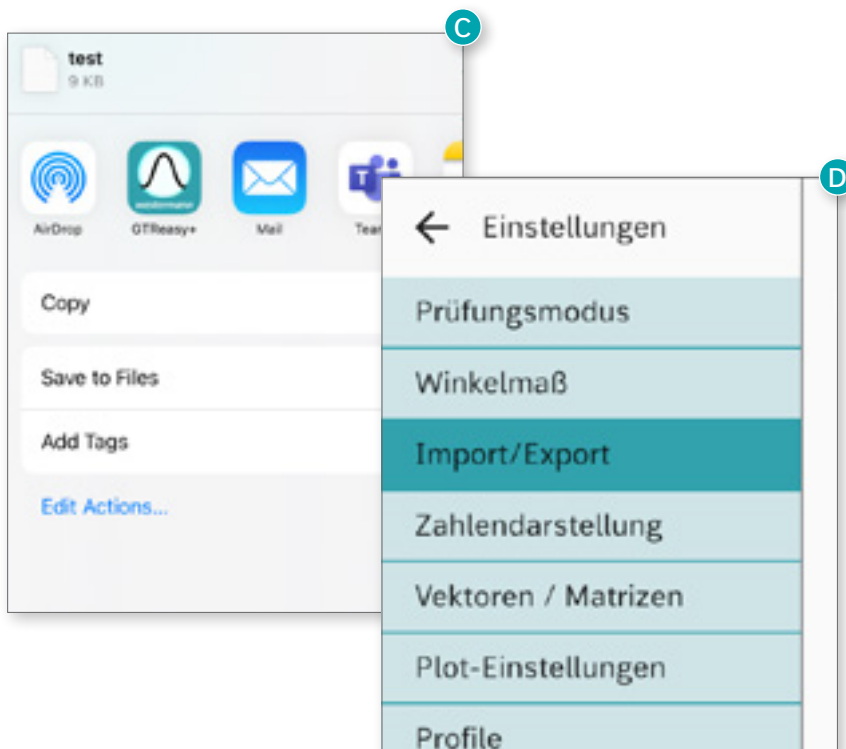 C
test
9 KB
AirDrop
GTReasy+
Mail
Copy
Save to Files
Add Tags
Edit Actions...
D
← Einstellungen
Prüfungsmodus
Winkelmaß
Import/Export
Zahlendarstellung
Vektoren / Matrizen
Plot-Einstellungen
Profile